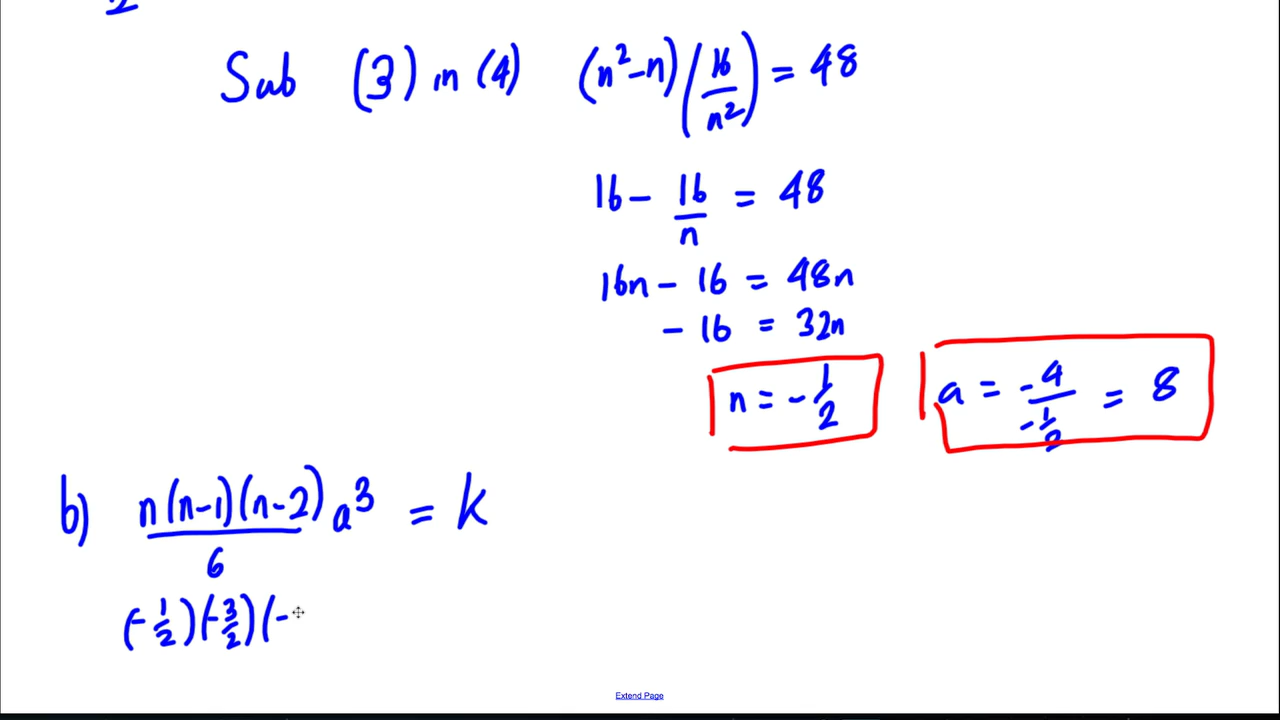 2
Sub (3) in (4) (n²-n)(16/n²) = 48
16 - 16/n = 48
16n - 16 = 48n
- 16 = 32n
n = -1/2 a = -4/-1/2 = 8
b) n(n-1)(n-2)/6 a³ = k
(-1/2)(-3/2)(-
Extend Page